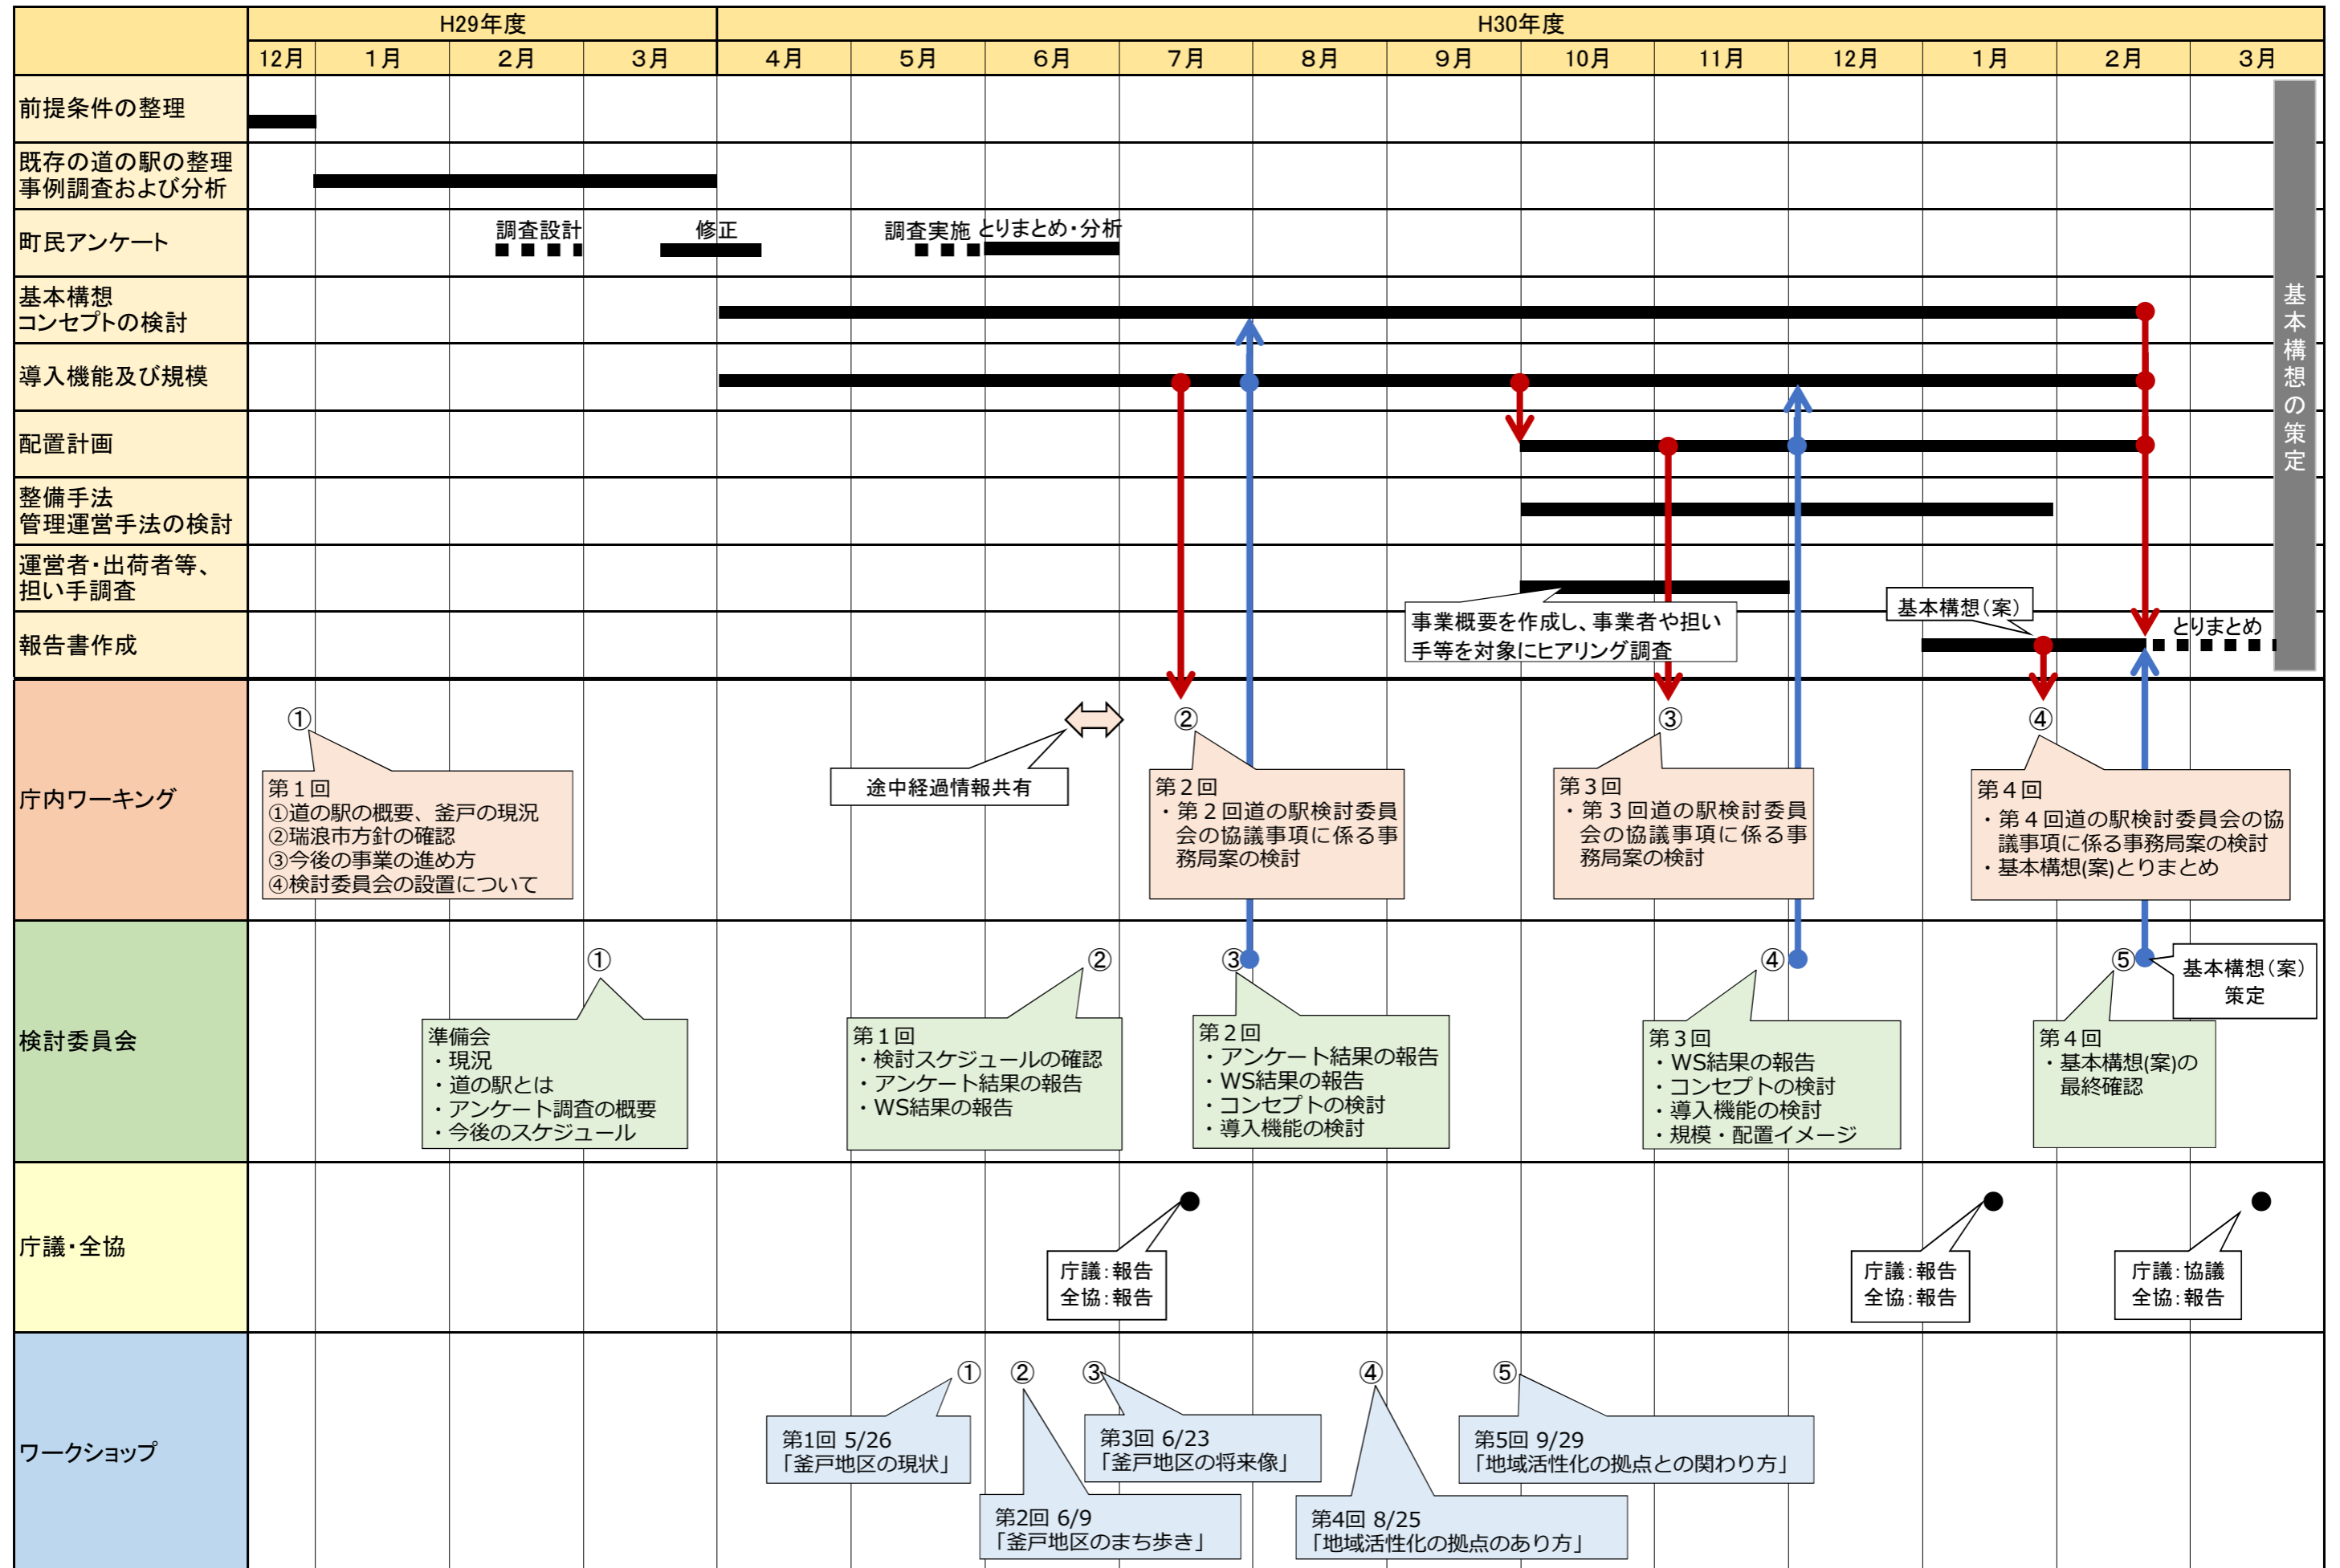 H29年度
H30年度
12月
1月
2月
3月
4月
5月
6月
7月
8月
9月
10月
11月
12月
1月
2月
3月
前提条件の整理
既存の道の駅の整理
事例調査および分析
町民アンケート
調査設計
修正
調査実施
とりまとめ・分析
基本構想
コンセプトの検討
導入機能及び規模
配置計画
整備手法
管理運営手法の検討
運営者・出荷者等、
担い手調査
事業概要を作成し、事業者や担い
手等を対象にヒアリング調査
基本構想(案)
報告書作成
とりまとめ
基本構想の策定
庁内ワーキング
①
第1回
①道の駅の概要、釜戸の現況
②瑞浪市方針の確認
③今後の事業の進め方
④検討委員会の設置について
途中経過情報共有
②
第2回
・第2回道の駅検討委員
会の協議事項に係る事
務局案の検討
③
第3回
・第3回道の駅検討委員
会の協議事項に係る事
務局案の検討
④
第4回
・第4回道の駅検討委員会の協
議事項に係る事務局案の検討
・基本構想(案)とりまとめ
検討委員会
①
準備会
・現況
・道の駅とは
・アンケート調査の概要
・今後のスケジュール
②
第1回
・検討スケジュールの確認
・アンケート結果の報告
・WS結果の報告
③
第2回
・アンケート結果の報告
・WS結果の報告
・コンセプトの検討
・導入機能の検討
④
第3回
・WS結果の報告
・コンセプトの検討
・導入機能の検討
・規模・配置イメージ
⑤
第4回
・基本構想(案)の
最終確認
基本構想(案)
策定
庁議・全協
庁議:報告
全協:報告
庁議:報告
全協:報告
庁議:協議
全協:報告
ワークショップ
①
第1回 5/26
「釜戸地区の現状」
②
第2回 6/9
「釜戸地区のまち歩き」
③
第3回 6/23
「釜戸地区の将来像」
④
第4回 8/25
「地域活性化の拠点のあり方」
⑤
第5回 9/29
「地域活性化の拠点との関わり方」